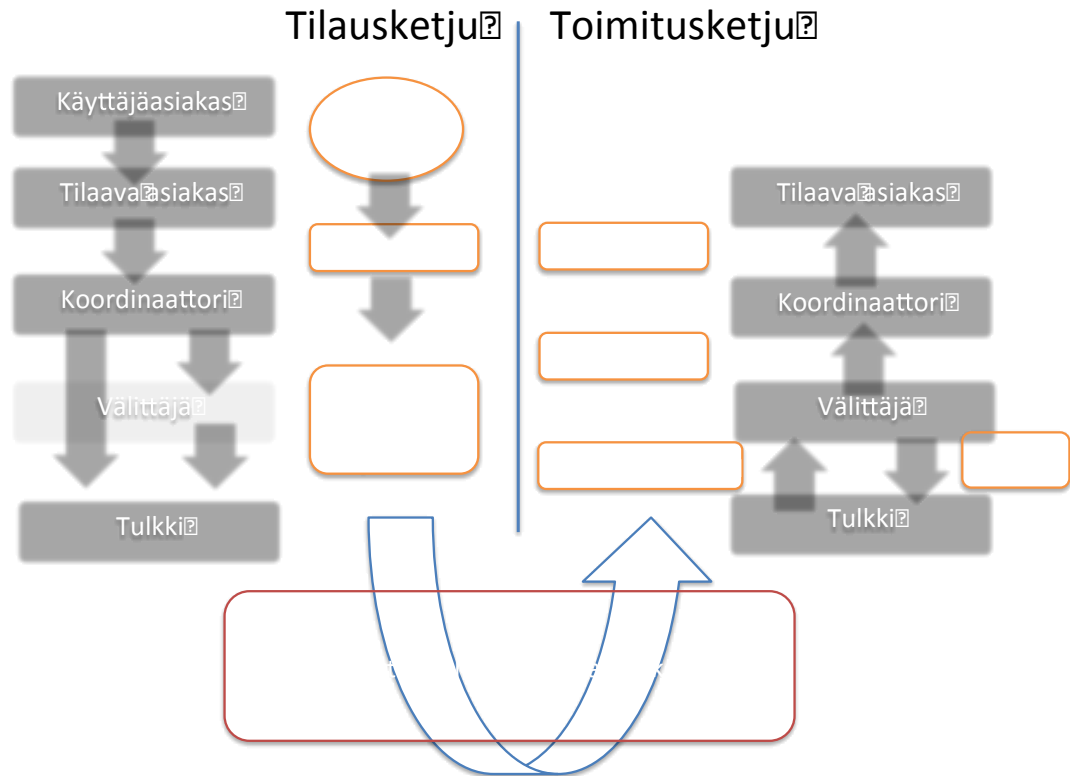 Tilausketju
Toimitusketju
Käyttäjäasiakas
Tilaava asiakas
Koordinaattori
Välittäjä
Tulkki
Tilaava asiakas
Koordinaattori
Välittäjä
Tulkki